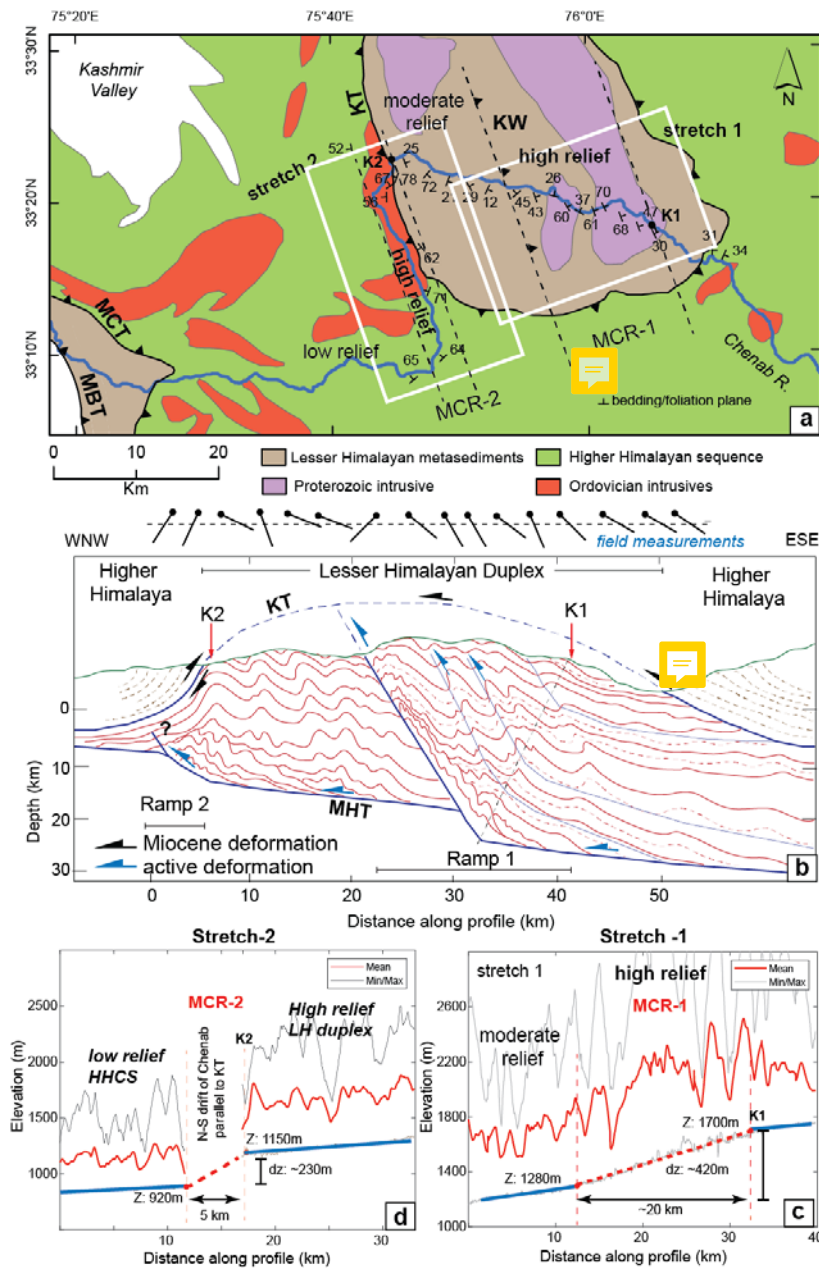 75°20'E
75°40'E
76°0'E
33°30'N
33°20'N
33°10'N
Kashmir
Valley
KT
moderate
relief
KW
stretch 1
N
52
K2
25
high relief
stretch 2
67
78
72
29
12
26
45
43
37
70
60
61
68
47
K1
30
31
34
56
62
high relief
71
MCT
low relief
65
64
MBT
MCR-2
MCR-1
Chenab R.
bedding/foliation plane
a
0
10
20
Km
Lesser Himalayan metasediments
Higher Himalayan sequence
Proterozoic intrusive
Ordovician intrusives
WNW
field measurements
ESE
Higher
Himalaya
Lesser Himalayan Duplex
Higher
Himalaya
KT
K2
K1
0
10
20
30
Depth (km)
?
Ramp 2
MHT
Miocene deformation
active deformation
Ramp 1
b
0
10
20
30
40
50
Distance along profile (km)
Stretch-2
Mean
Min/Max
MCR-2
High relief
LH duplex
K2
low relief
HHCS
N-S drift of Chenab
parallel to KT
2500
2000
1500
1000
Elevation (m)
Z: 1150m
dz: ~230m
Z: 920m
5 km
d
0
10
20
30
Distance along profile (km)
Stretch -1
stretch 1
high relief
Mean
Min/Max
MCR-1
moderate
relief
2600
2200
1800
1400
1000
Elevation (m)
Z: 1700m
K1
Z: 1280m
dz: ~420m
~20 km
c
0
10
20
30
40
Distance along profile (km)